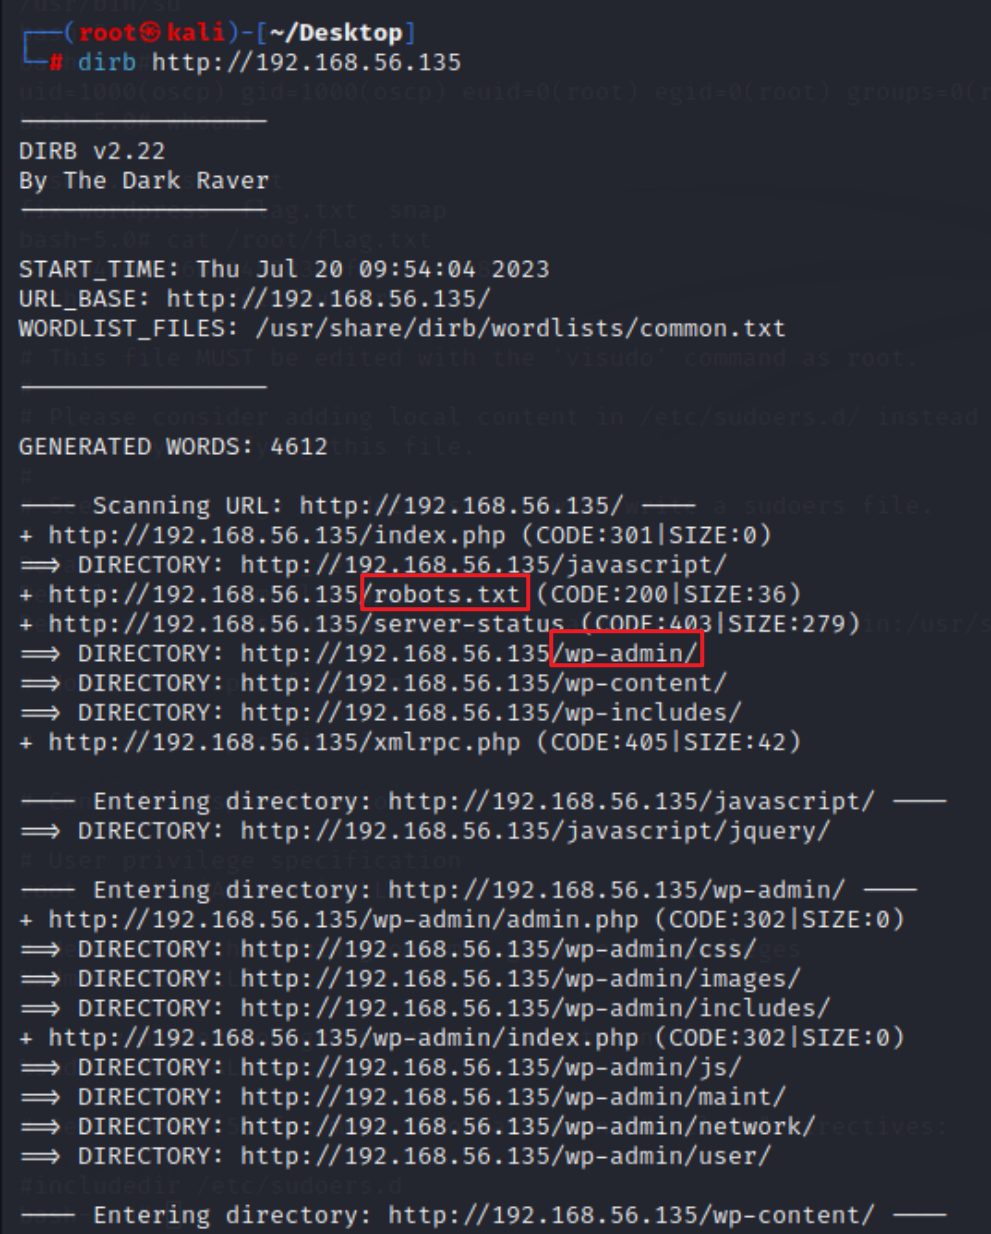 (root㉿kali)-[~/Desktop]
# dirb http://192.168.56.135
DIRB v2.22
By The Dark Raver
START_TIME: Thu Jul 20 09:54:04 2023
URL_BASE: http://192.168.56.135/
WORDLIST_FILES: /usr/share/dirb/wordlists/common.txt
GENERATED WORDS: 4612
---- Scanning URL: http://192.168.56.135/ ----
+ http://192.168.56.135/index.php (CODE:301|SIZE:0)
==> DIRECTORY: http://192.168.56.135/javascript/
+ http://192.168.56.135/robots.txt (CODE:200|SIZE:36)
+ http://192.168.56.135/server-status (CODE:403|SIZE:279)
==> DIRECTORY: http://192.168.56.135/wp-admin/
==> DIRECTORY: http://192.168.56.135/wp-content/
==> DIRECTORY: http://192.168.56.135/wp-includes/
+ http://192.168.56.135/xmlrpc.php (CODE:405|SIZE:42)
---- Entering directory: http://192.168.56.135/javascript/ ----
==> DIRECTORY: http://192.168.56.135/javascript/jquery/
---- Entering directory: http://192.168.56.135/wp-admin/ ----
+ http://192.168.56.135/wp-admin/admin.php (CODE:302|SIZE:0)
==> DIRECTORY: http://192.168.56.135/wp-admin/css/
==> DIRECTORY: http://192.168.56.135/wp-admin/images/
==> DIRECTORY: http://192.168.56.135/wp-admin/includes/
+ http://192.168.56.135/wp-admin/index.php (CODE:302|SIZE:0)
==> DIRECTORY: http://192.168.56.135/wp-admin/js/
==> DIRECTORY: http://192.168.56.135/wp-admin/maint/
==> DIRECTORY: http://192.168.56.135/wp-admin/network/
==> DIRECTORY: http://192.168.56.135/wp-admin/user/
---- Entering directory: http://192.168.56.135/wp-content/ ----